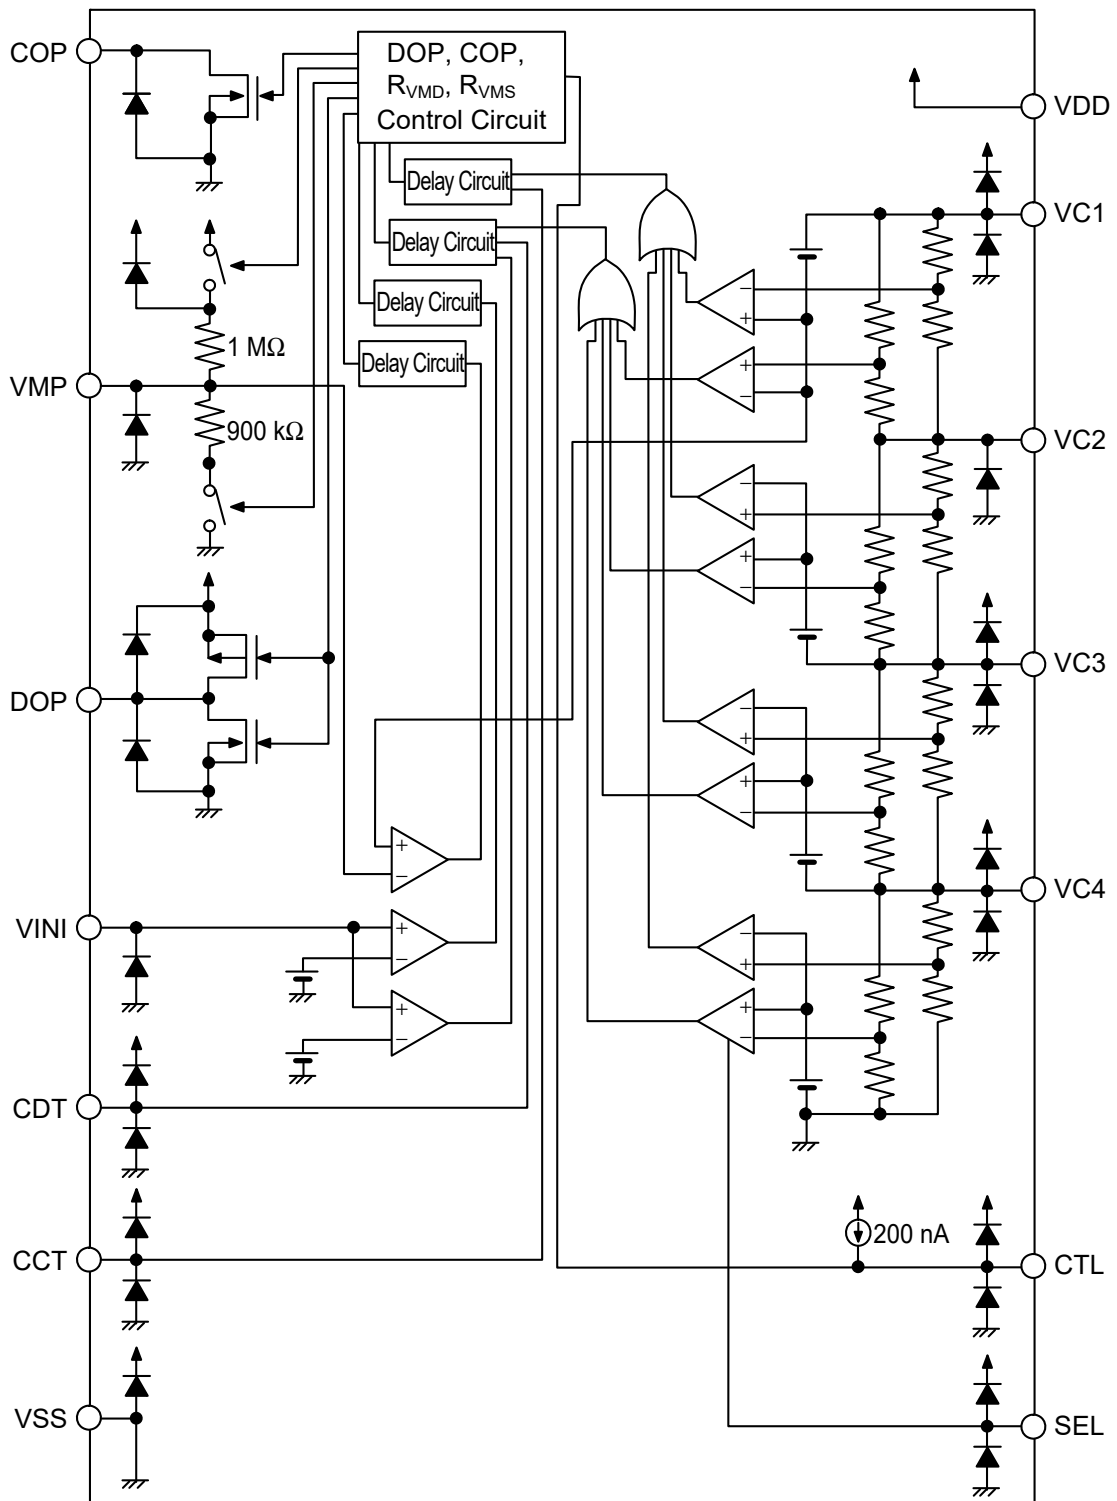 COP
DOP, COP,
RVMD, RVMS
Control Circuit
VDD
Delay Circuit
VC1
Delay Circuit
Delay Circuit
−
+
1 MΩ
Delay Circuit
+
−
VMP
900 kΩ
VC2
−
+
+
−
VC3
DOP
−
+
+
−
+
−
VC4
VINI
+
−
−
+
+
−
+
−
CDT
CCT
200 nA
CTL
VSS
SEL